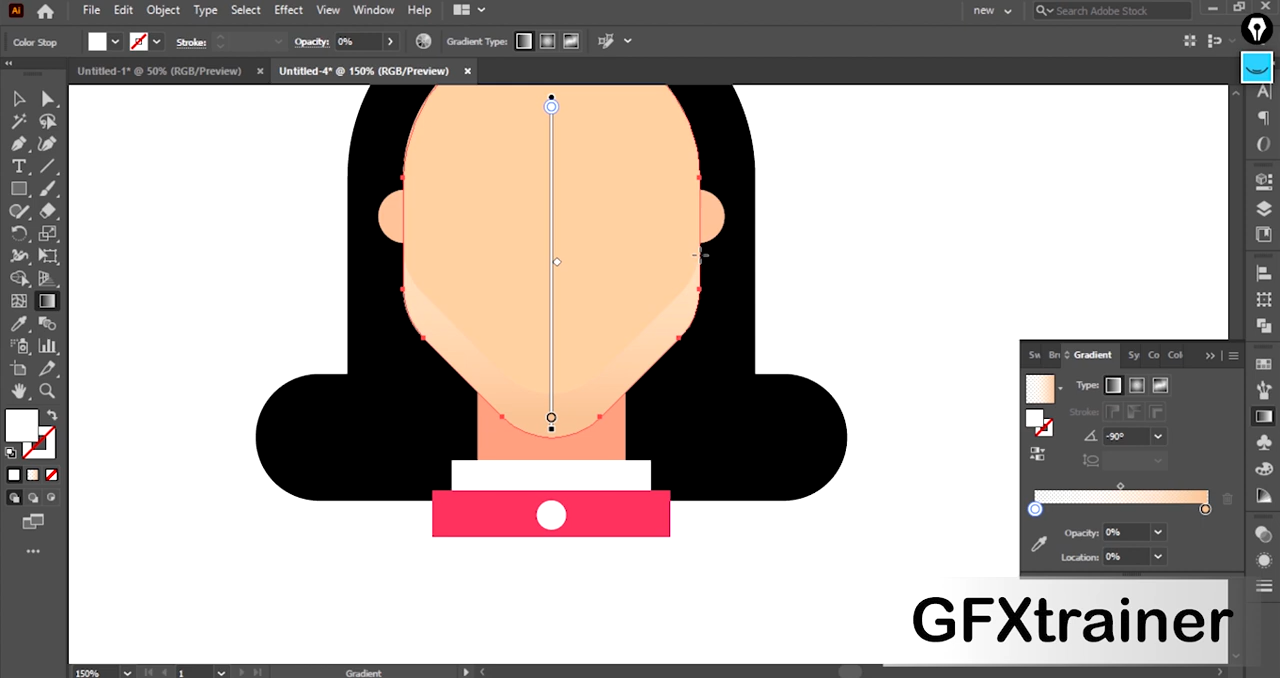 Ai File Edit Object Type Select Effect View Window Help new Search Adobe Stock
Color Stop Stroke: Opacity: 0% Gradient Type:
Untitled-1* @ 50% (RGB/Preview) × Untitled-4* @ 150% (RGB/Preview) ×
Sw Br Gradient Sy Co Col
Type:
Stroke:
-90°
Opacity: 0%
Location: 0%
GFXtrainer
150% 1 Gradient